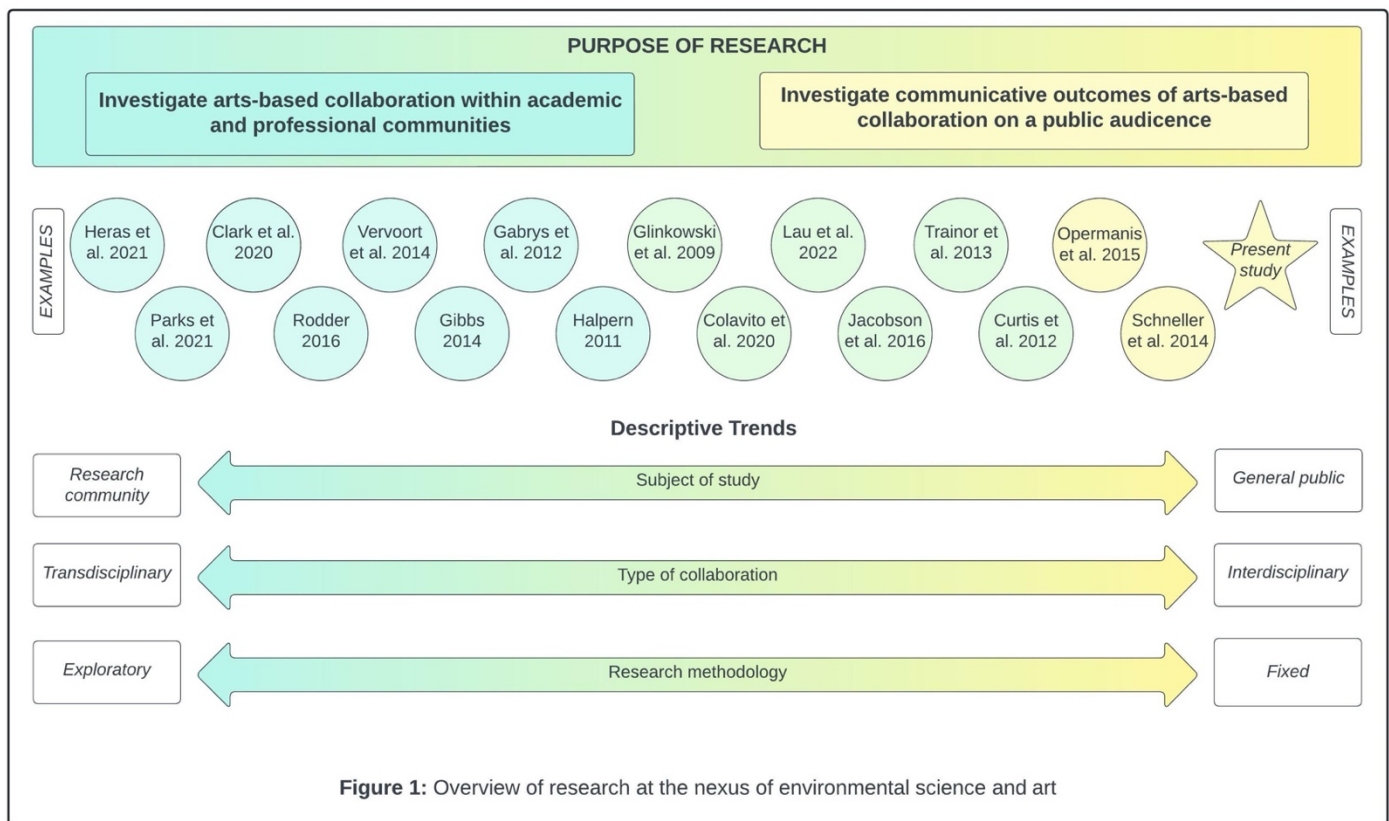 PURPOSE OF RESEARCH
Investigate arts-based collaboration within academic
and professional communities
Investigate communicative outcomes of arts-based
collaboration on a public audicence
EXAMPLES
Heras et
al. 2021
Clark et al.
2020
Vervoort
et al. 2014
Gabrys et
al. 2012
Glinkowski
et al. 2009
Lau et al.
2022
Trainor et
al. 2013
Opermanis
et al. 2015
Present
study
EXAMPLES
Parks et
al. 2021
Rodder
2016
Gibbs
2014
Halpern
2011
Colavito et
al. 2020
Jacobson
et al. 2016
Curtis et
al. 2012
Schneller
et al. 2014
Descriptive Trends
Research
community
Subject of study
General public
Transdisciplinary
Type of collaboration
Interdisciplinary
Exploratory
Research methodology
Fixed
Figure 1: Overview of research at the nexus of environmental science and art